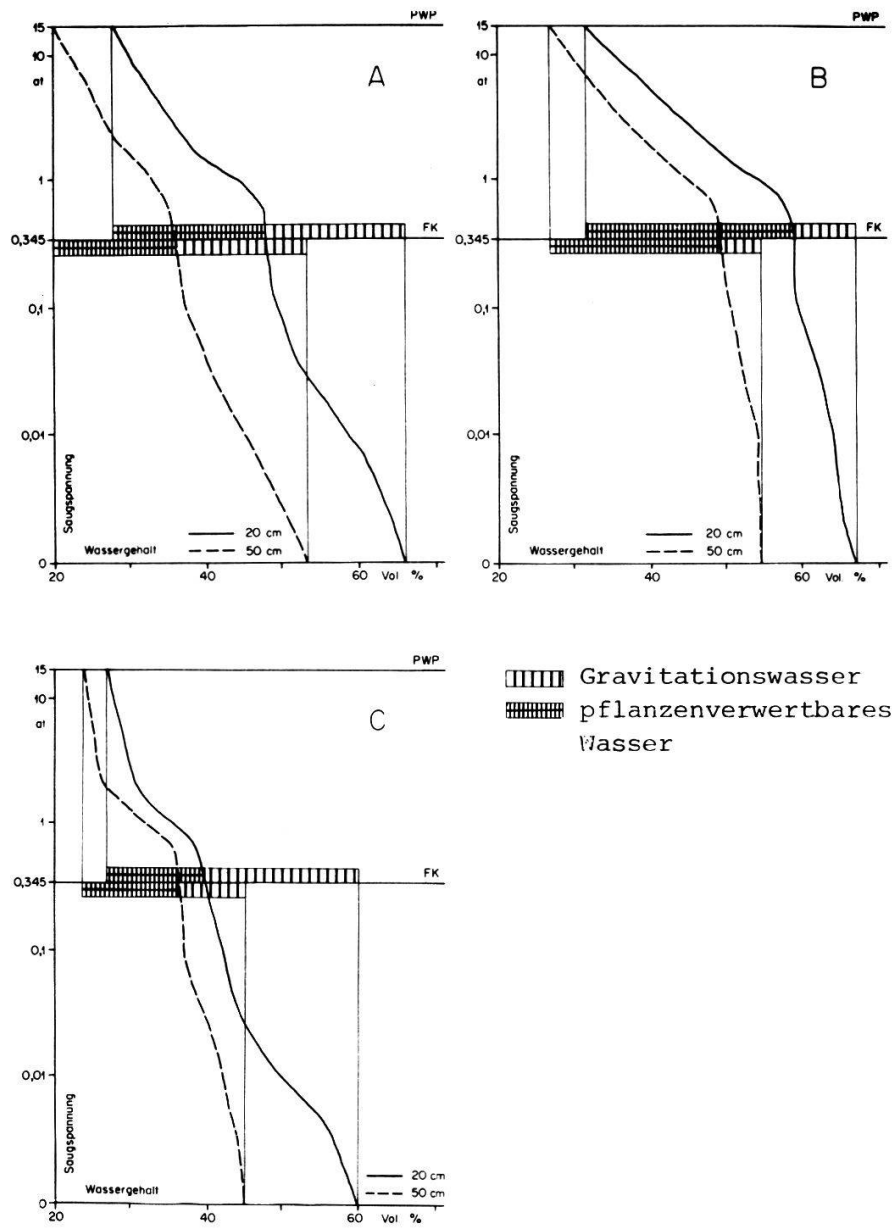 PWP
15
10
at
A
1
FK
0,345
0,1
0,01
Saugspannung
20 cm
Wassergehalt
50 cm
0
20
40
Vol %
60
PWP
15
10
at
B
1
FK
0,345
0,1
0,01
Saugspannung
20 cm
Wassergehalt
50 cm
0
20
40
60
Vol %
PWP
15
10
at
C
1
FK
0,345
0,1
0,01
Saugspannung
20 cm
Wassergehalt
50 cm
0
20
40
60
Vol %
Gravitationswasser
pflanzenverwertbares
Wasser